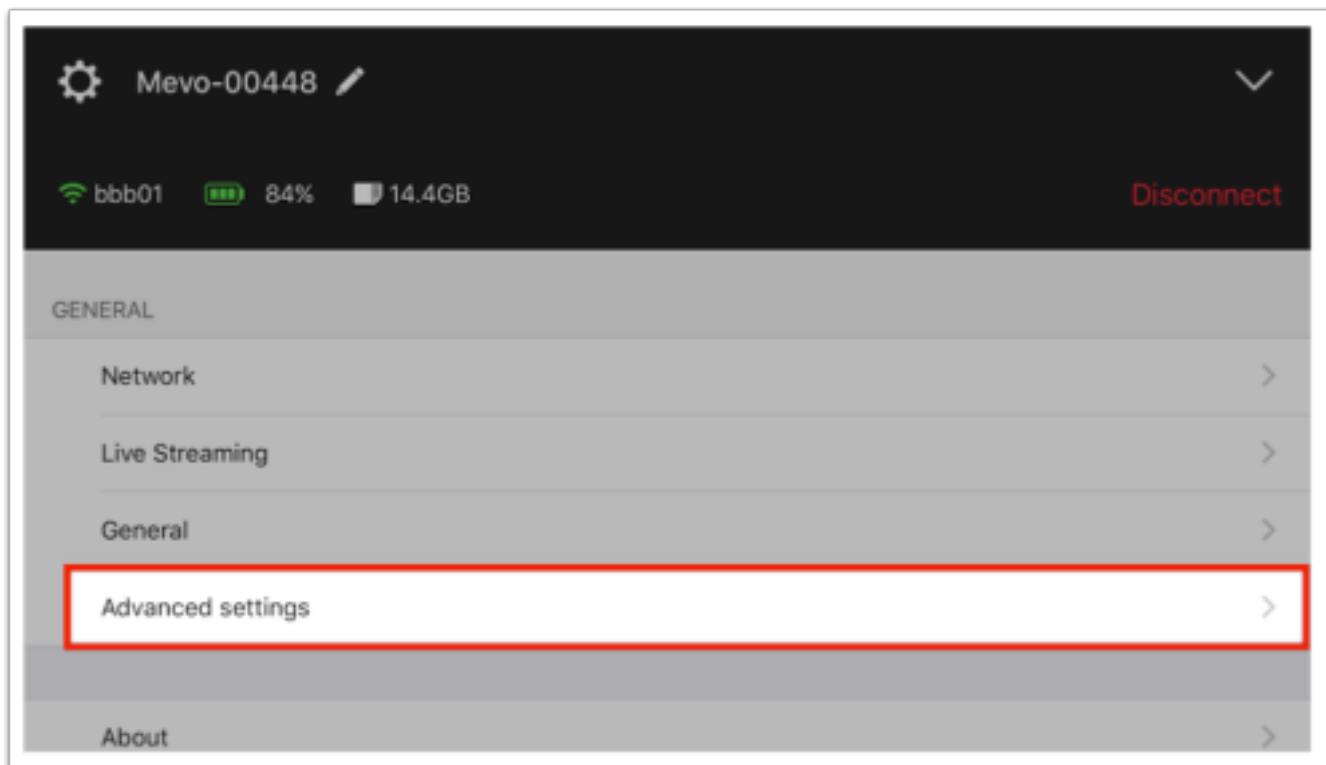 Mevo-00448
bbb01 84% 14.4GB Disconnect
GENERAL
Network
Live Streaming
General
Advanced settings
About